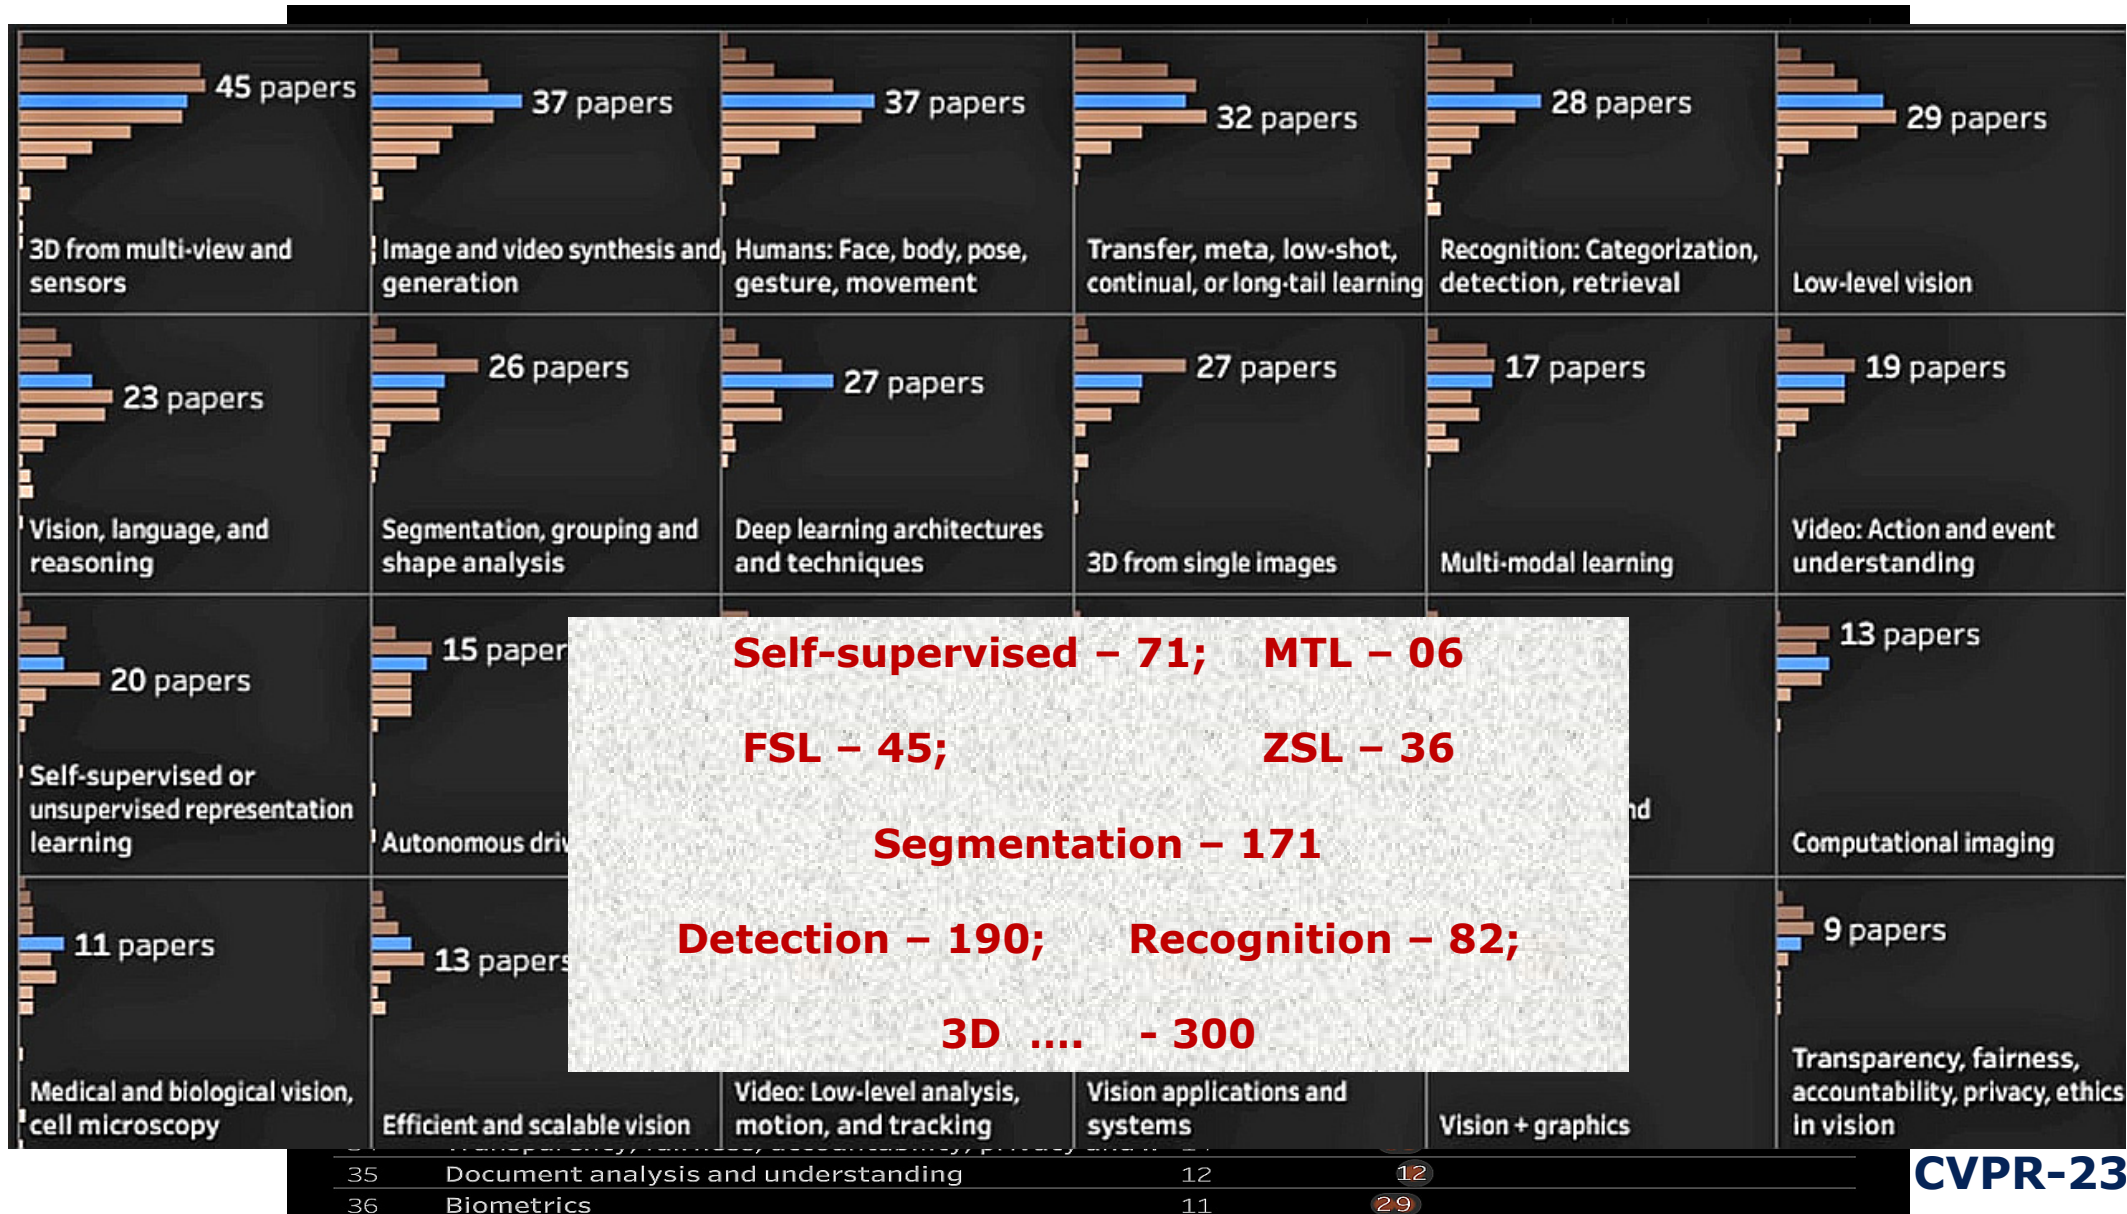 45 papers
37 papers
37 papers
32 papers
28 papers
29 papers
3D from multi-view and
sensors
Image and video synthesis and
generation
Humans: Face, body, pose,
gesture, movement
Transfer, meta, low-shot,
continual, or long-tail learning
Recognition: Categorization,
detection, retrieval
Low-level vision
23 papers
26 papers
27 papers
27 papers
17 papers
19 papers
Vision, language, and
reasoning
Segmentation, grouping and
shape analysis
Deep learning architectures
and techniques
3D from single images
Multi-modal learning
Video: Action and event
understanding
20 papers
15 paper
13 papers
Self-supervised or
unsupervised representation
learning
Autonomous driv
nd
Computational imaging
Self-supervised – 71; MTL – 06
FSL – 45; ZSL – 36
Segmentation – 171
Detection – 190; Recognition – 82;
3D .... - 300
11 papers
13 papers
9 papers
Medical and biological vision,
cell microscopy
Efficient and scalable vision
Video: Low-level analysis,
motion, and tracking
Vision applications and
systems
Vision + graphics
Transparency, fairness,
accountability, privacy, ethics
in vision
35 Document analysis and understanding 12 12
36 Biometrics 11 29
CVPR-23